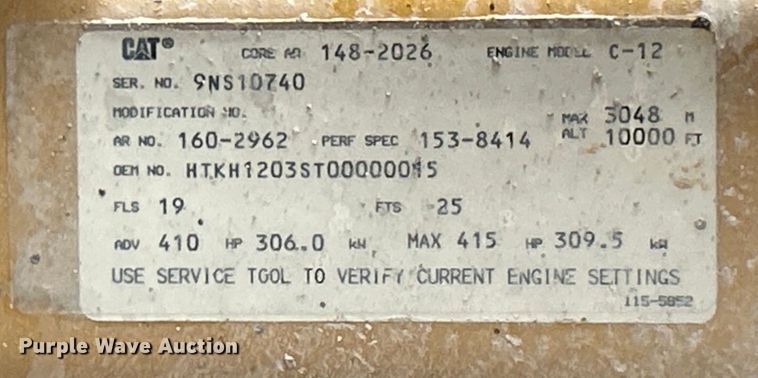 CAT® CORE AR 148-2026 ENGINE MODEL C-12
SER. NO. 9NS10740
MODIFICATION NO.
AR NO. 160-2962 PERF SPEC 153-8414 MAX ALT 3048 M 10000 FT
OEM NO. HTKH1203ST00000015
FLS 19 FTS -25
ADV 410 HP 306.0 kW MAX 415 HP 309.5 kW
USE SERVICE TOOL TO VERIFY CURRENT ENGINE SETTINGS
115-5852
Purple Wave Auction